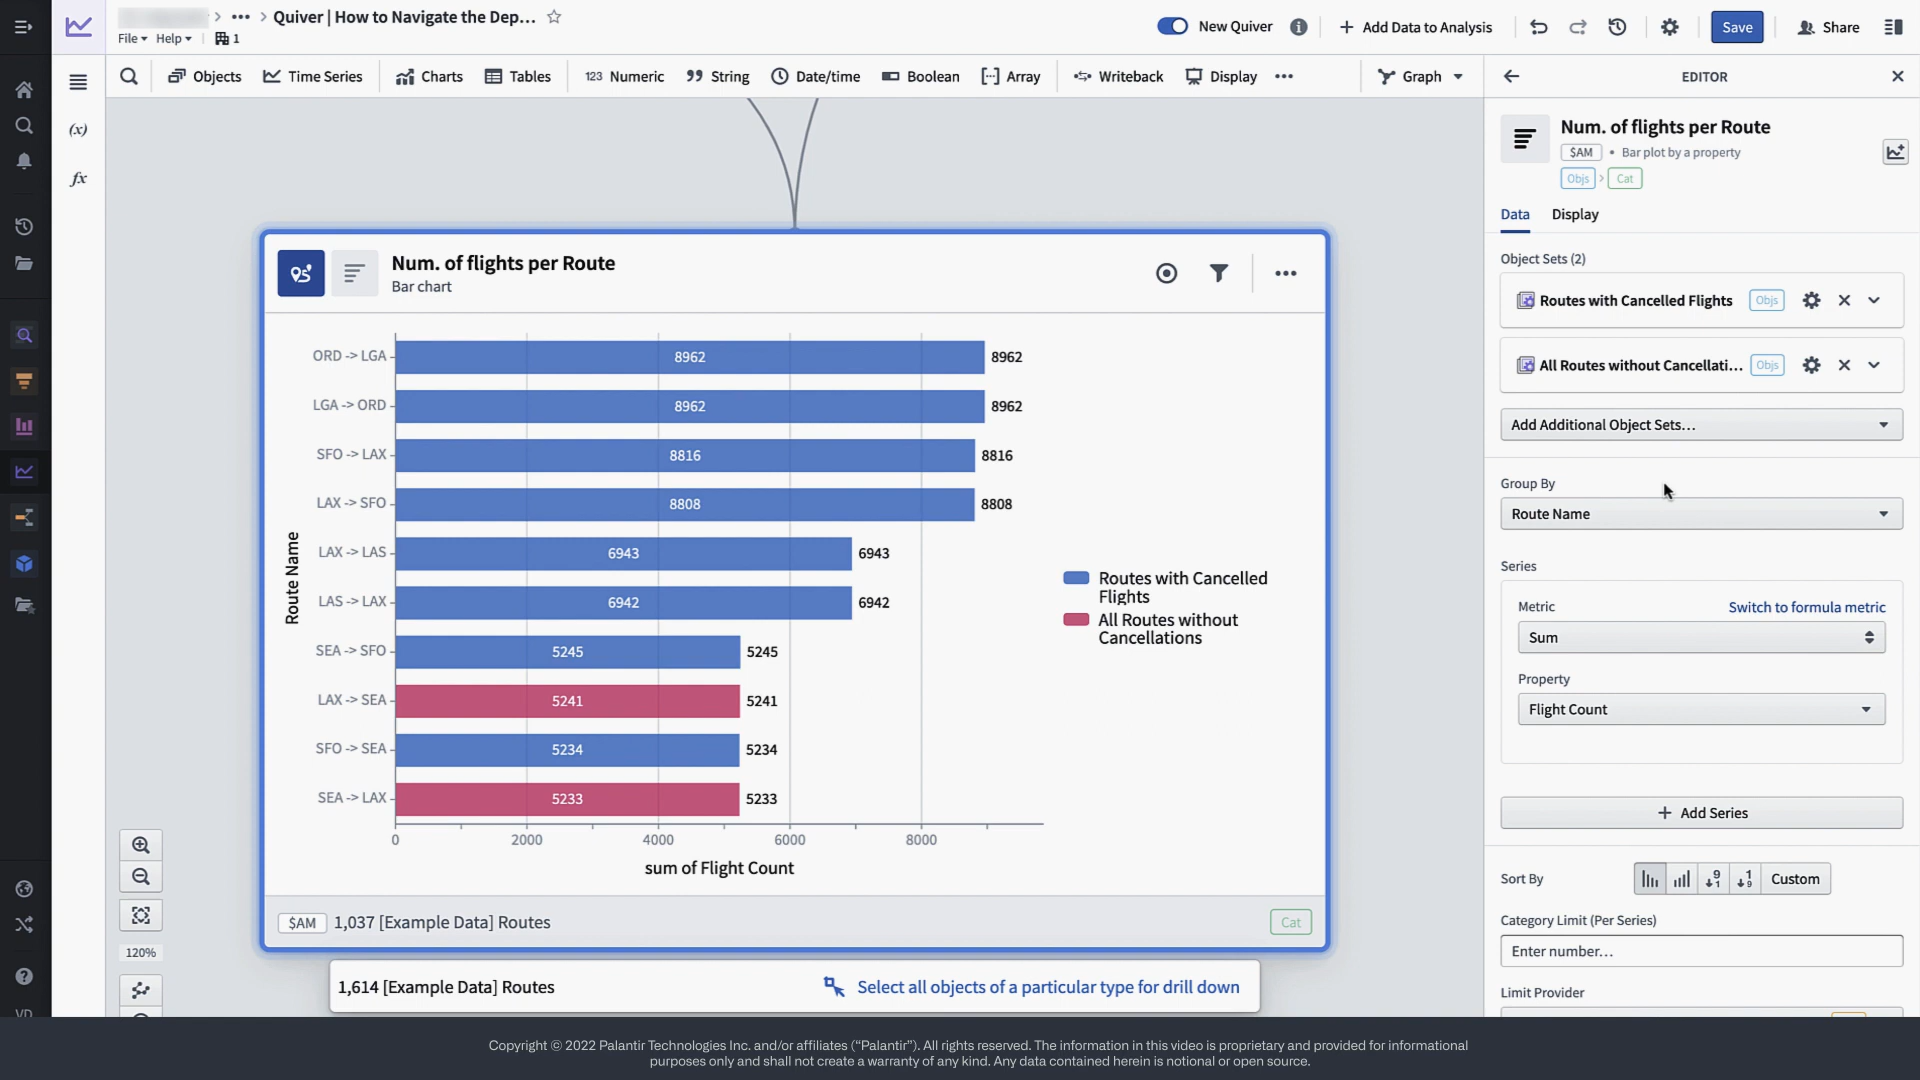 Quiver | How to Navigate the Dep...
File Help 1
New Quiver
Add Data to Analysis
Save
Share
Objects
Time Series
Charts
Tables
123 Numeric
String
Date/time
Boolean
Array
Writeback
Display
Graph
(x)
fx
Num. of flights per Route
Bar chart
ORD -> LGA 8962 8962
LGA -> ORD 8962 8962
SFO -> LAX 8816 8816
LAX -> SFO 8808 8808
LAX -> LAS 6943 6943
LAS -> LAX 6942 6942
SEA -> SFO 5245 5245
LAX -> SEA 5241 5241
SFO -> SEA 5234 5234
SEA -> LAX 5233 5233
Route Name
0 2000 4000 6000 8000
sum of Flight Count
Routes with Cancelled
Flights
All Routes without
Cancellations
$AM 1,037 [Example Data] Routes Cat
1,614 [Example Data] Routes Select all objects of a particular type for drill down
120%
VD
EDITOR
Num. of flights per Route
$AM • Bar plot by a property
Objs Cat
Data Display
Object Sets (2)
Routes with Cancelled Flights Objs
All Routes without Cancellati... Objs
Add Additional Object Sets...
Group By
Route Name
Series
Metric Switch to formula metric
Sum
Property
Flight Count
Add Series
Sort By Custom
Category Limit (Per Series)
Enter number...
Limit Provider
Copyright © 2022 Palantir Technologies Inc. and/or affiliates (“Palantir”). All rights reserved. The information in this video is proprietary and provided for informational
purposes only and shall not create a warranty of any kind. Any data contained herein is notional or open source.